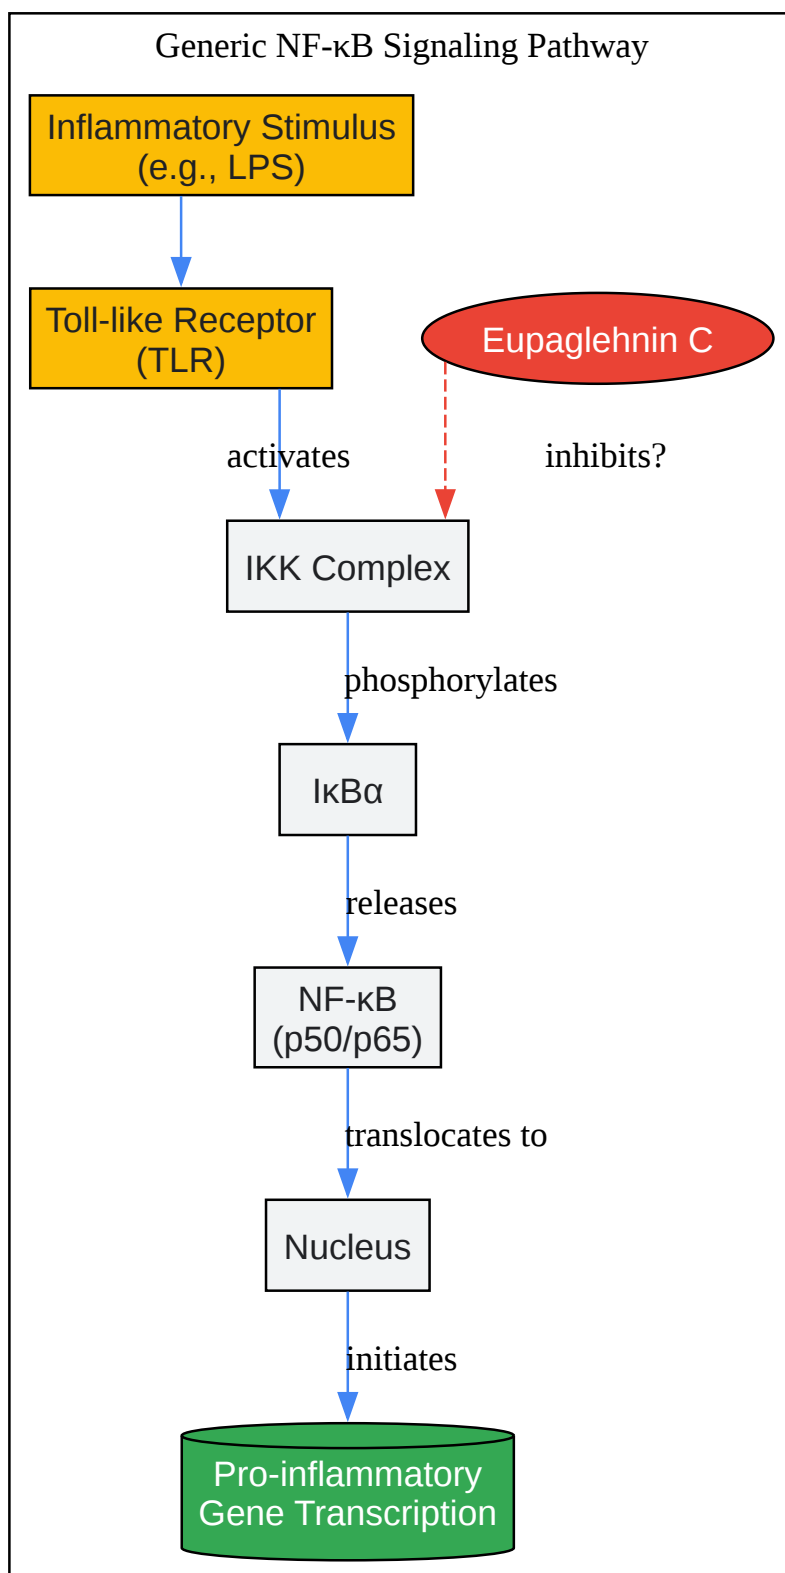 Generic NF-κB Signaling Pathway
Inflammatory Stimulus
(e.g., LPS)
Toll-like Receptor
(TLR)
Eupaglehnin C
activates
inhibits?
IKK Complex
phosphorylates
IκBα
releases
NF-κB
(p50/p65)
translocates to
Nucleus
initiates
Pro-inflammatory
Gene Transcription